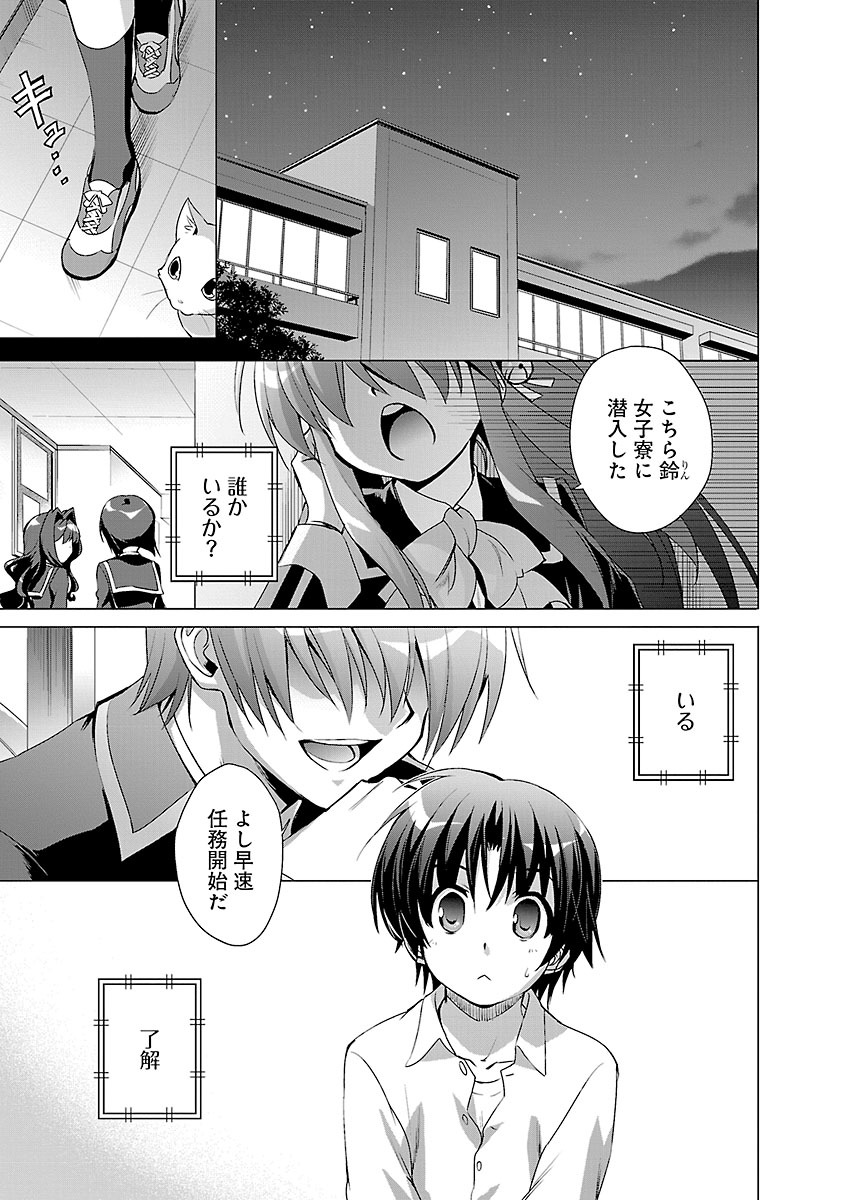 キュ・・・
こちら鈴
りん
女子寮に
潜入した
誰か
いるか？
いる
よし早速
任務開始だ
了解